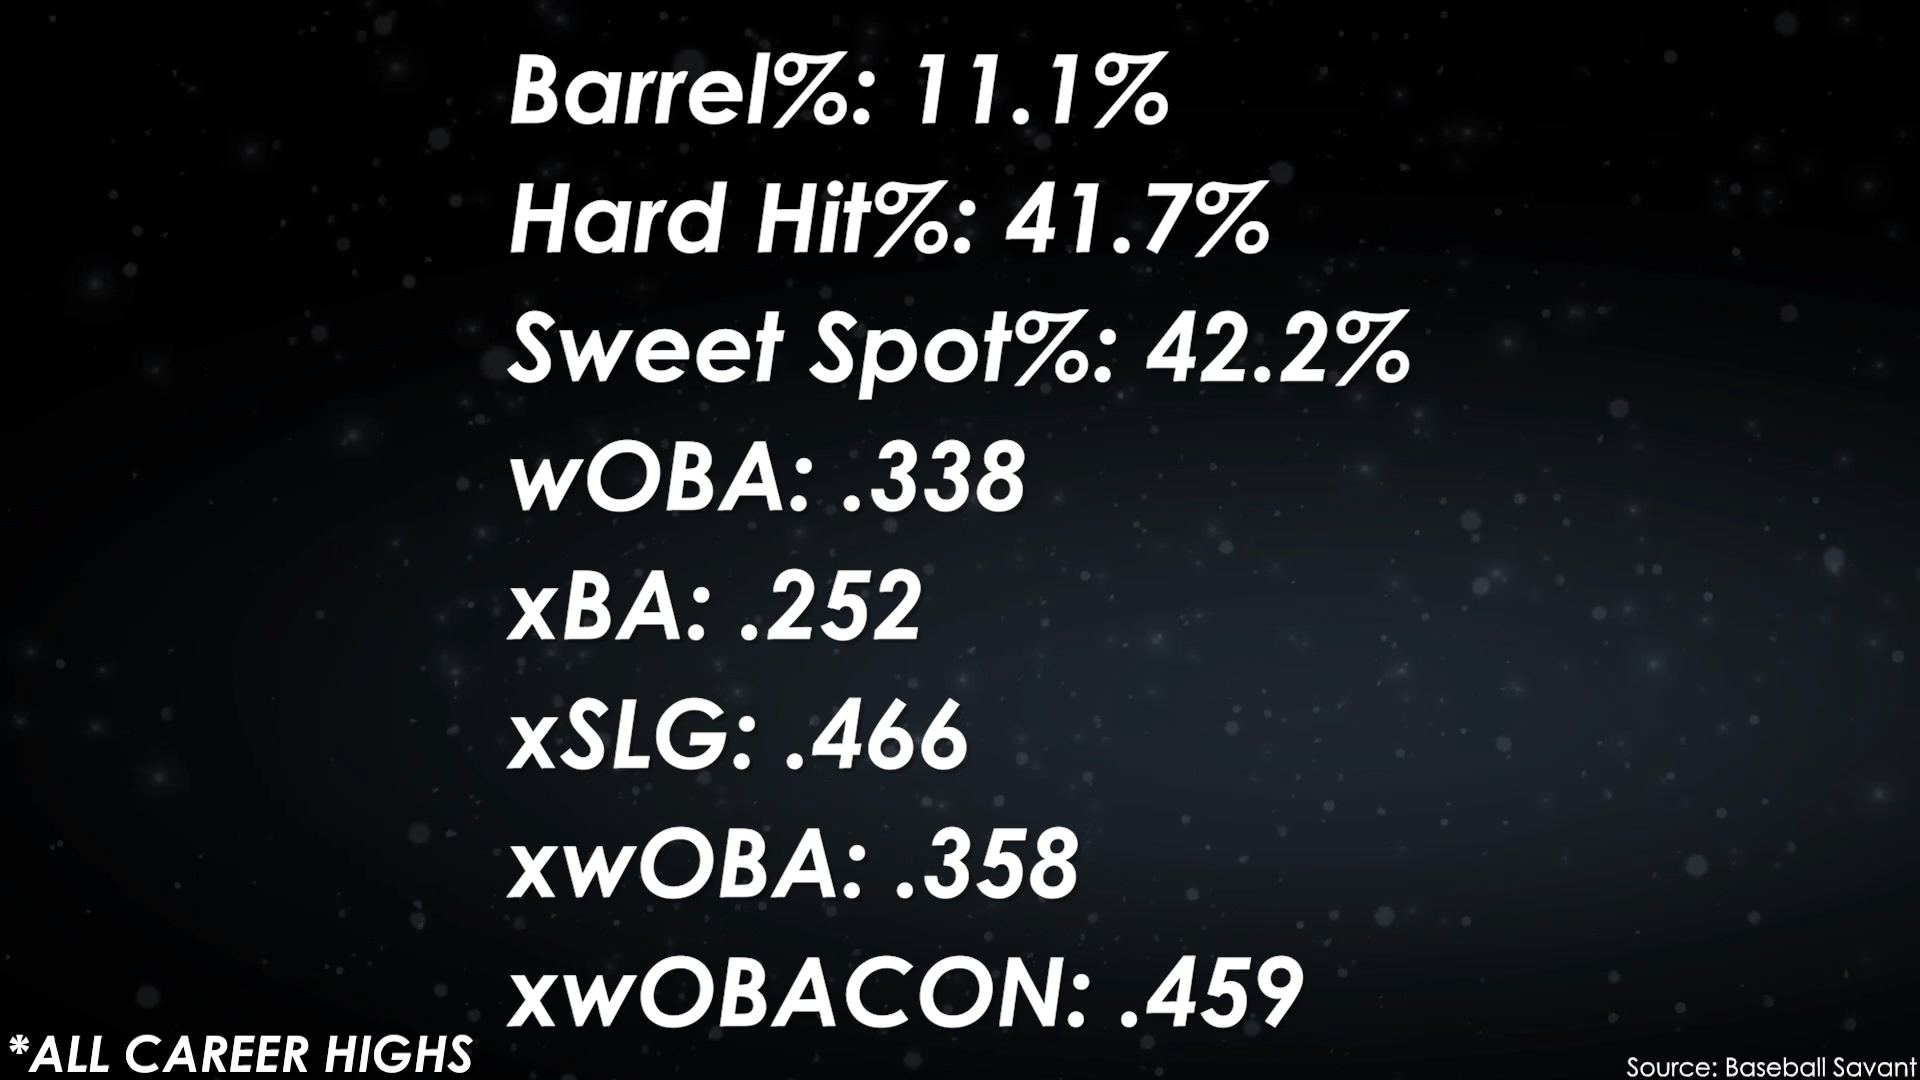 Barrel%: 11.1%
Hard Hit%: 41.7%
Sweet Spot%: 42.2%
wOBA: .338
xBA: .252
xSLG: .466
xwOBA: .358
xwOBACON: .459
*ALL CAREER HIGHS
Source: Baseball Savant